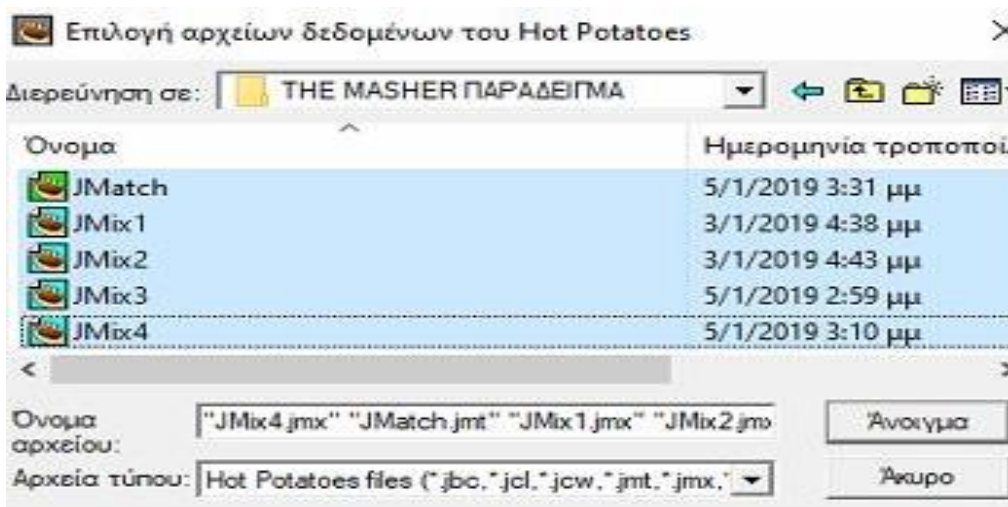 Επιλογή αρχείων δεδομένων του Hot Potatoes
Διερεύνηση σε: THE MASHER ΠΑΡΑΔΕΙΓΜΑ
Όνομα Ημερομηνία τροποποί
JMatch 5/1/2019 3:31 μμ
JMix1 3/1/2019 4:38 μμ
JMix2 3/1/2019 4:43 μμ
JMix3 5/1/2019 2:59 μμ
JMix4 5/1/2019 3:10 μμ
Όνομα αρχείου: "JMix4.jmx" "JMatch.jmt" "JMix1.jmx" "JMix2.jmx Άνοιγμα
Αρχεία τύπου: Hot Potatoes files (*.jbc,*.jcl,*.jcw,*.jmt,*.jmx,* Άκυρο